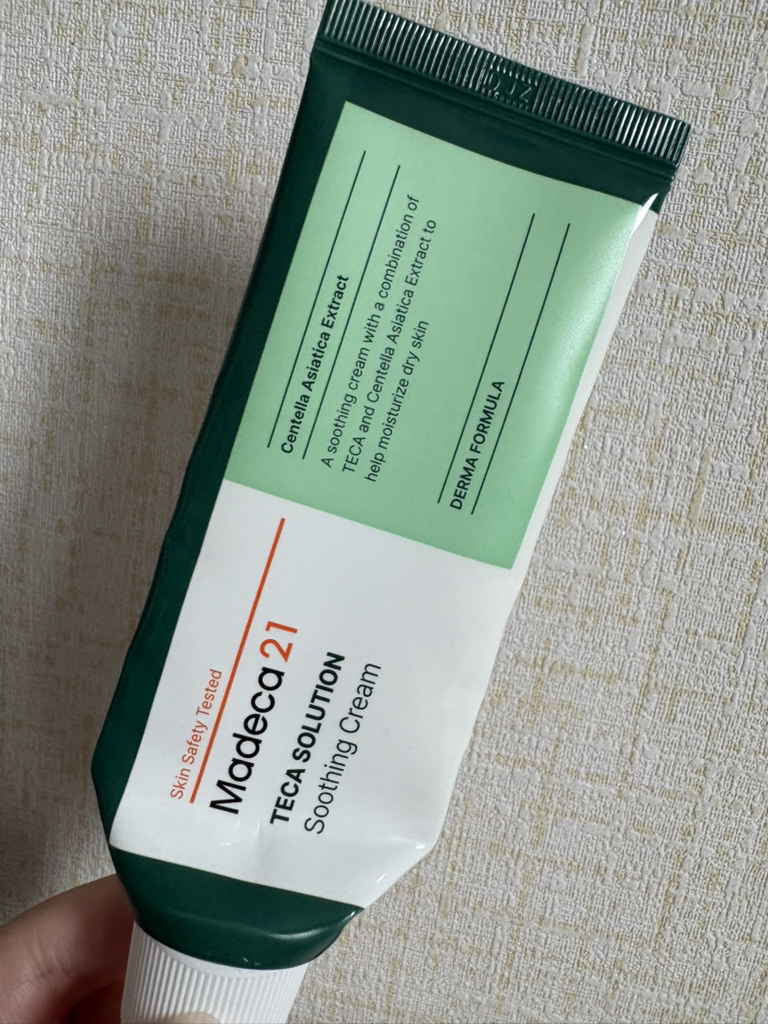 Skin Safety Tested
Madeca 21
TECA SOLUTION
Soothing Cream
Centella Asiatica Extract
A soothing cream with a combination of
TECA and Centella Asiatica Extract to
help moisturize dry skin
DERMA FORMULA